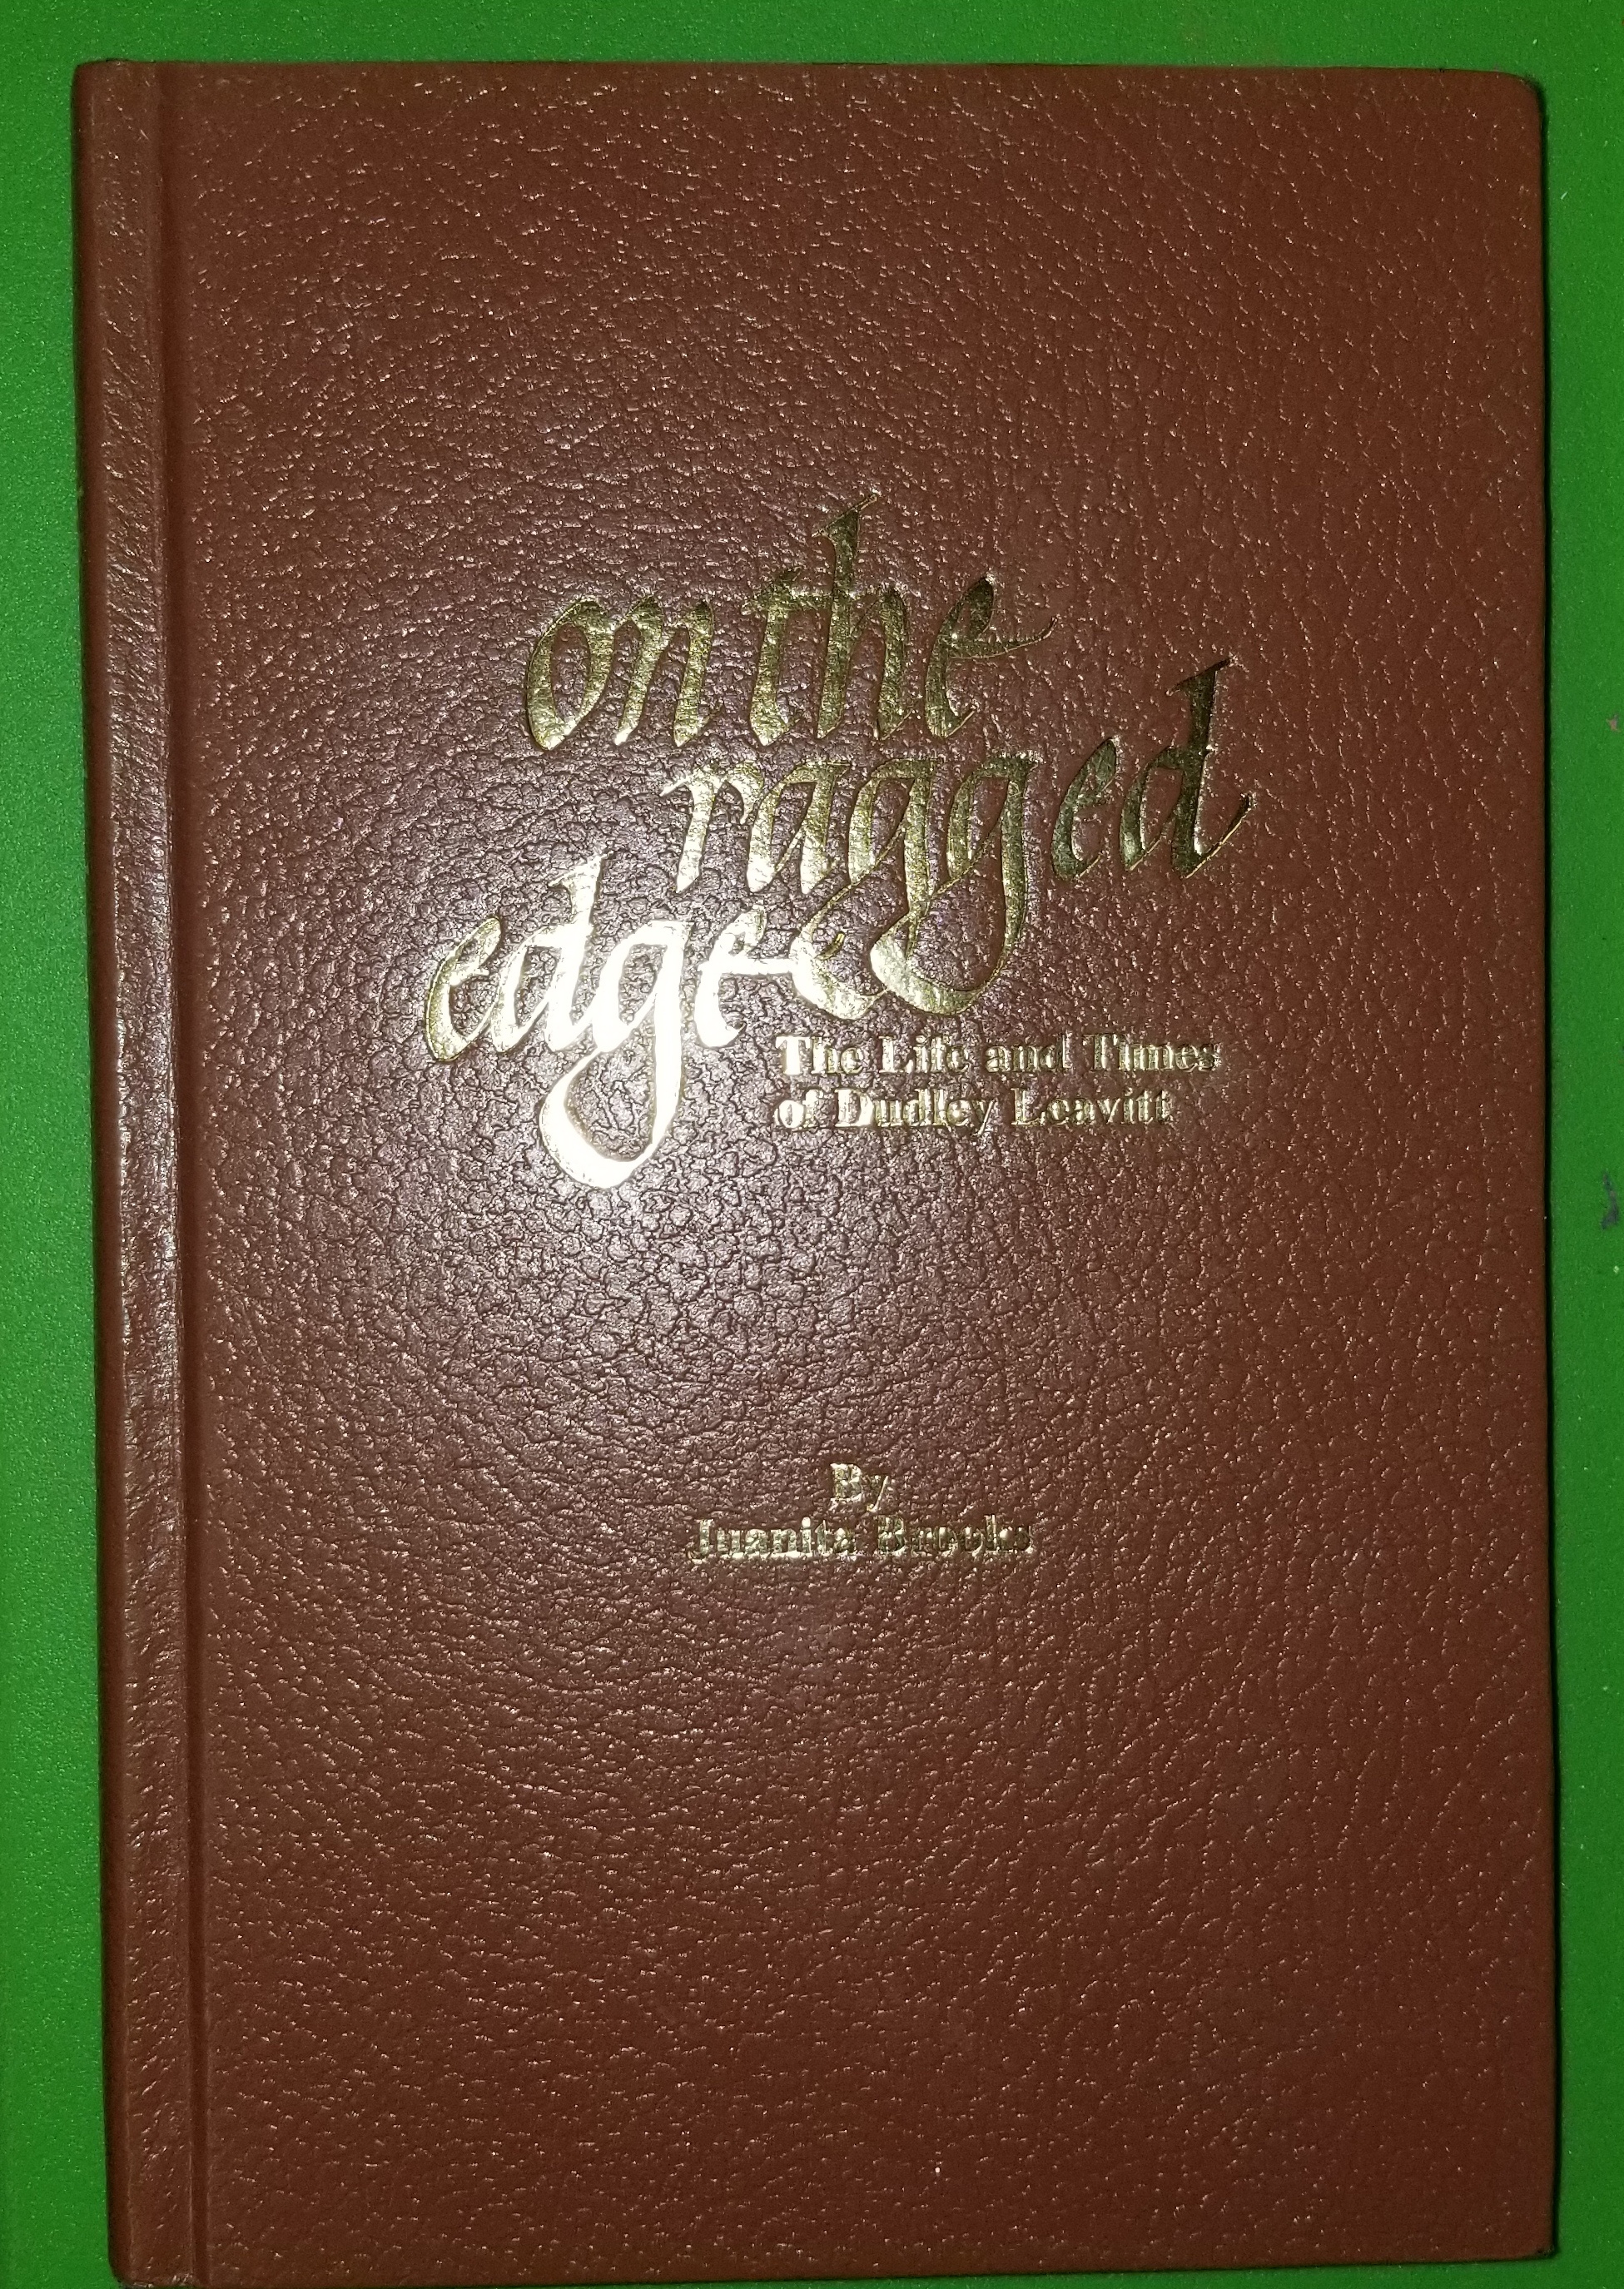 on the
ragged
edge
The Life and Times
of Dudley Leavitt
By
Juanita Brooks